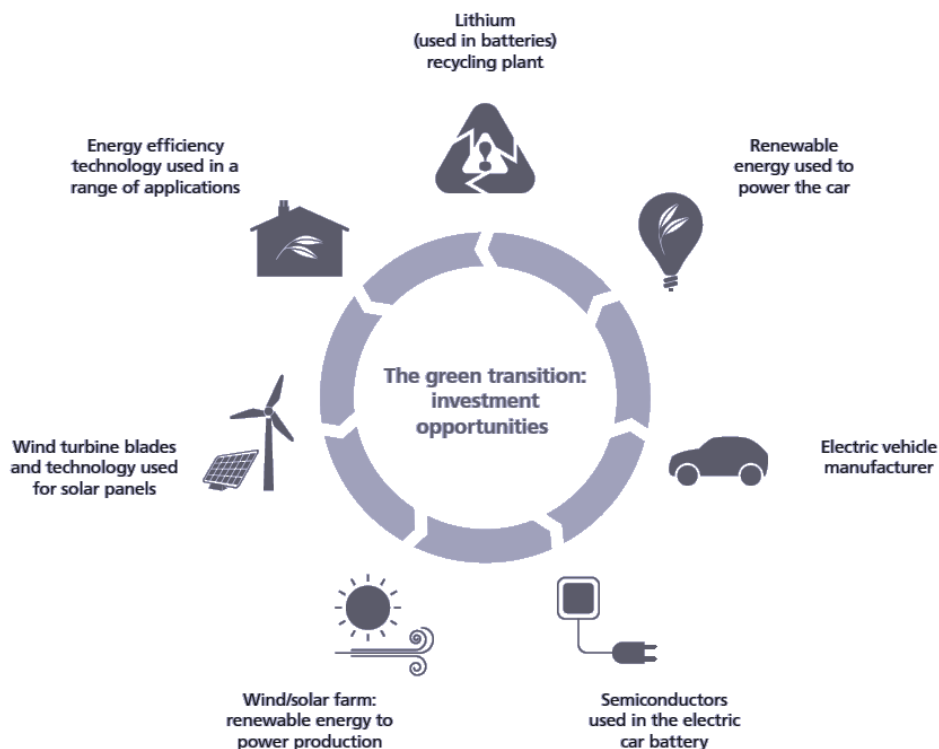 Lithium
(used in batteries)
recycling plant
Energy efficiency
technology used in a
range of applications
Renewable
energy used to
power the car
The green transition:
investment
opportunities
Wind turbine blades
and technology used
for solar panels
Electric vehicle
manufacturer
Wind/solar farm:
renewable energy to
power production
Semiconductors
used in the electric
car battery